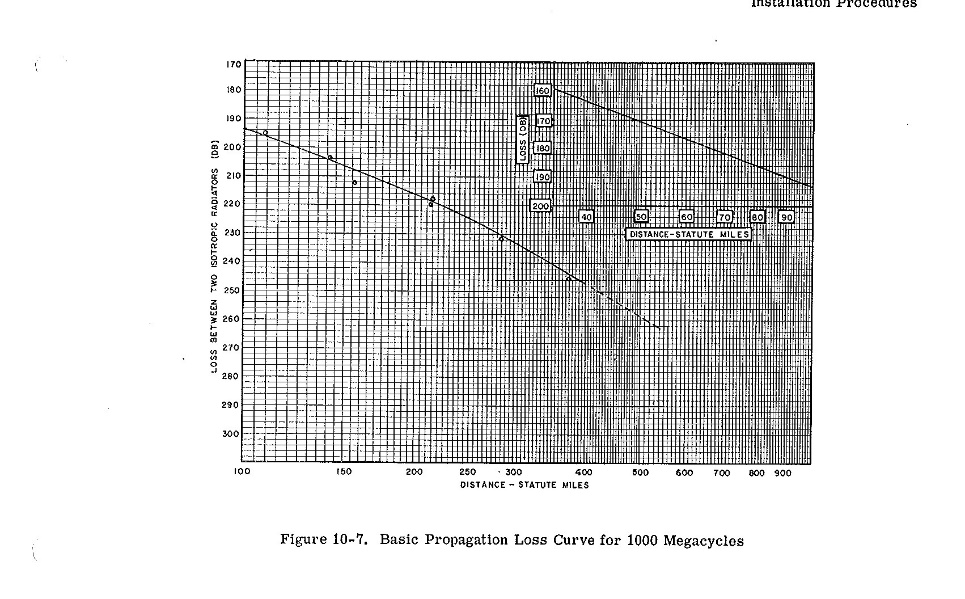 Installation Procedures
170
180
190
200
210
220
230
240
250
260
270
280
290
300
LOSS BETWEEN TWO ISOTROPIC RADIATORS (DB)
160
170
180
190
200
LOSS (DB)
40 50 60 70 80 90
DISTANCE-STATUTE MILES
100 150 200 250 300 400 500 600 700 800 900
DISTANCE - STATUTE MILES
Figure 10-7. Basic Propagation Loss Curve for 1000 Megacycles